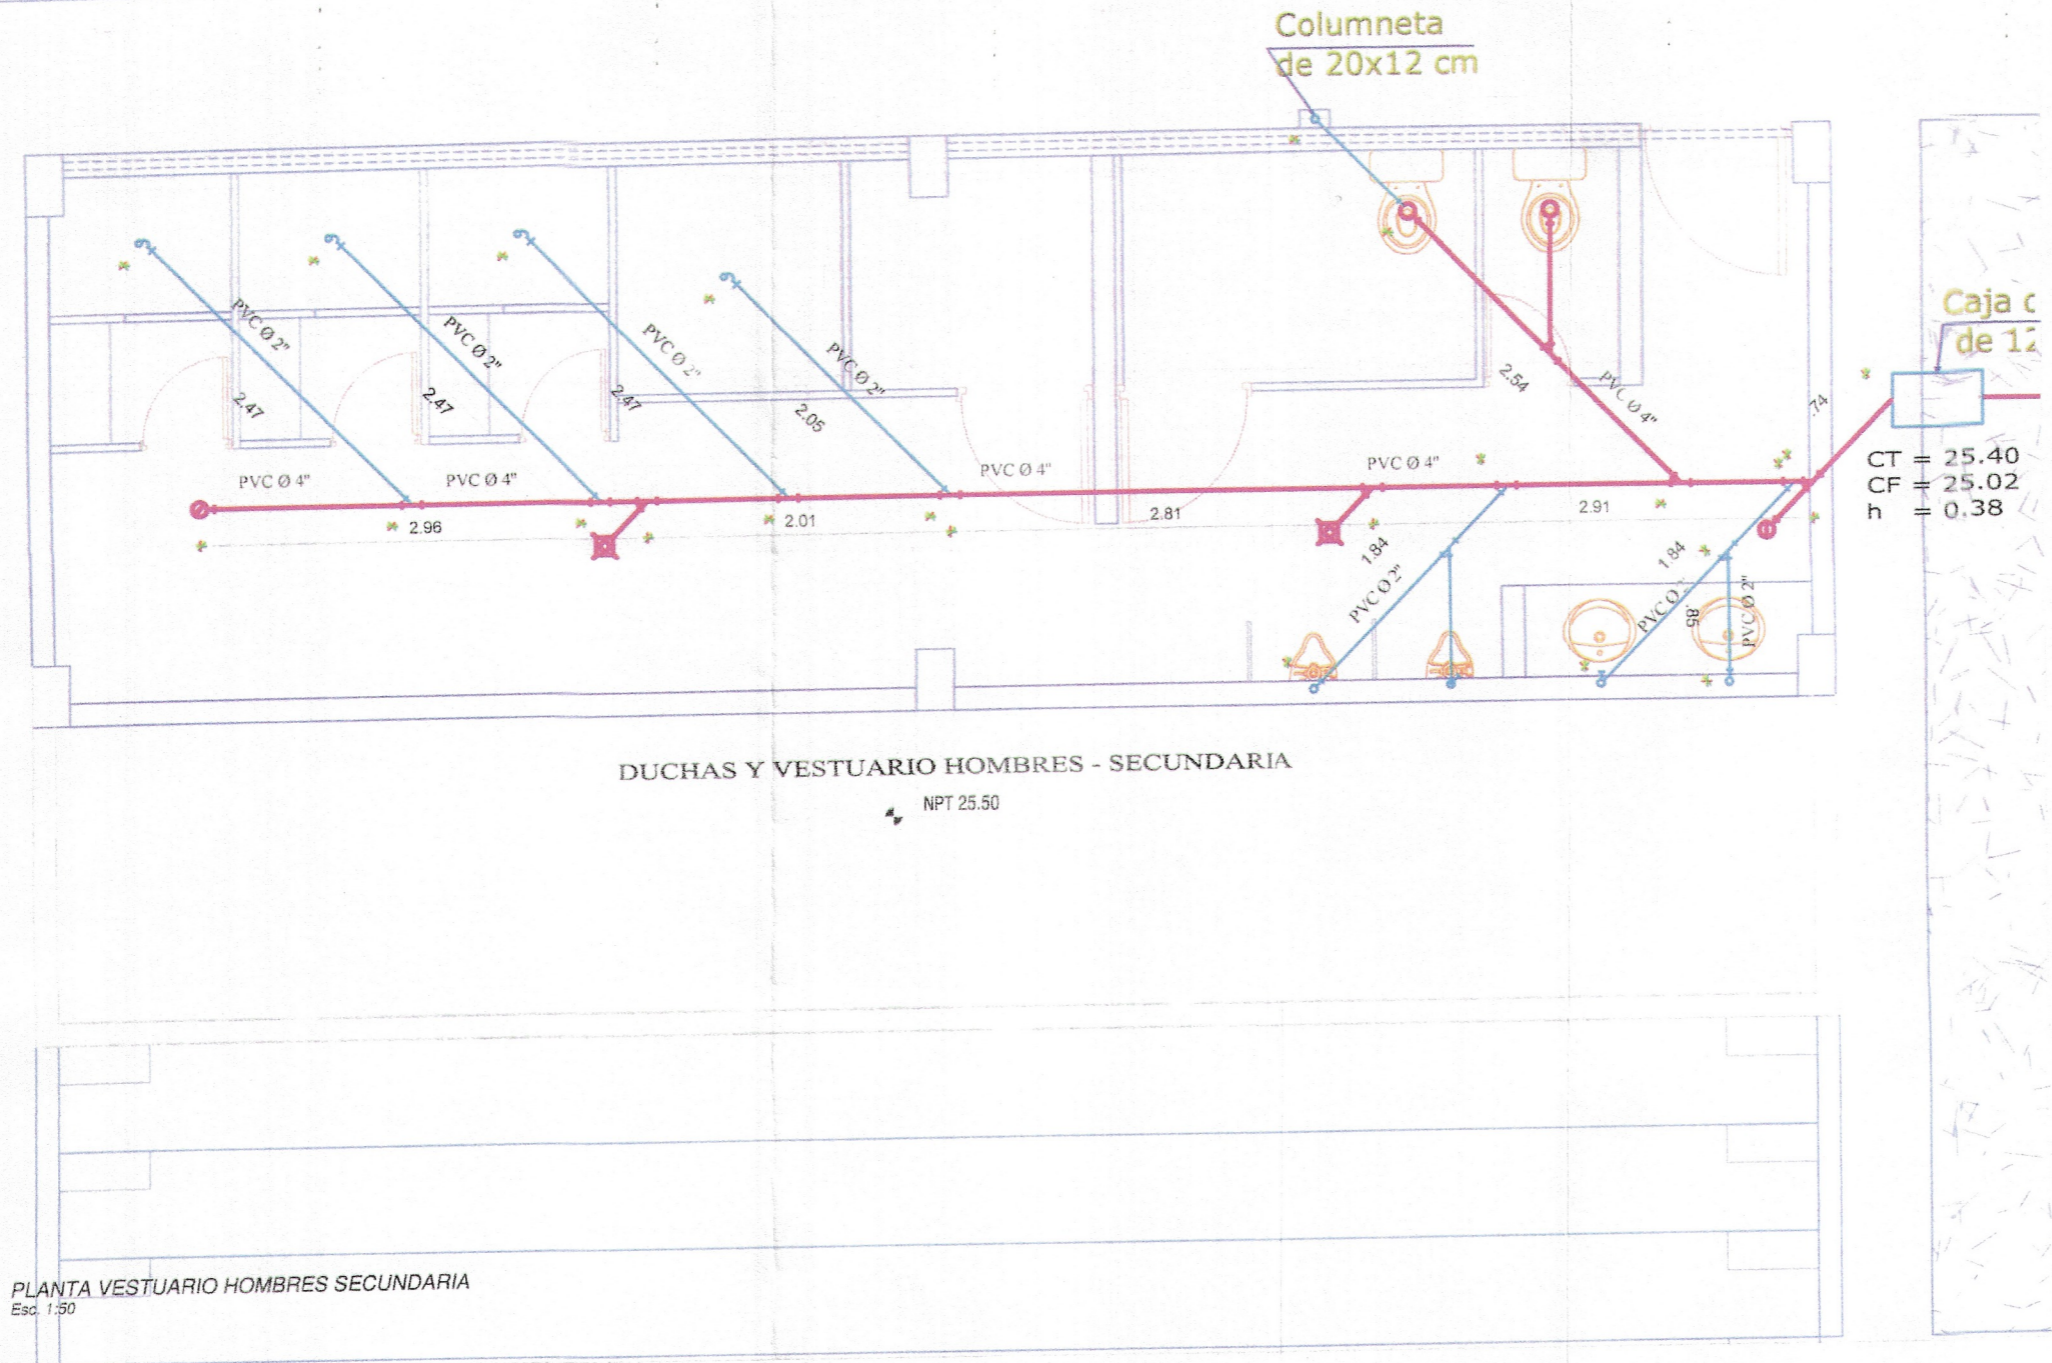 Columneta
de 20x12 cm
Caja
de
PVC Ø 2"
PVC Ø 2"
PVC Ø 2"
PVC Ø 2"
2.47
2.47
2.47
2.05
2.54
PVC Ø 4"
.74
CT = 25.40
CF = 25.02
h = 0.38
PVC Ø 4"
PVC Ø 4"
PVC Ø 4"
PVC Ø 4"
2.96
2.01
2.81
2.91
1.84
PVC Ø 2"
1.84
PVC Ø 2"
.85
PVC Ø 2"
DUCHAS Y VESTUARIO HOMBRES - SECUNDARIA
NPT 25.50
PLANTA VESTUARIO HOMBRES SECUNDARIA
Esc. 1:50